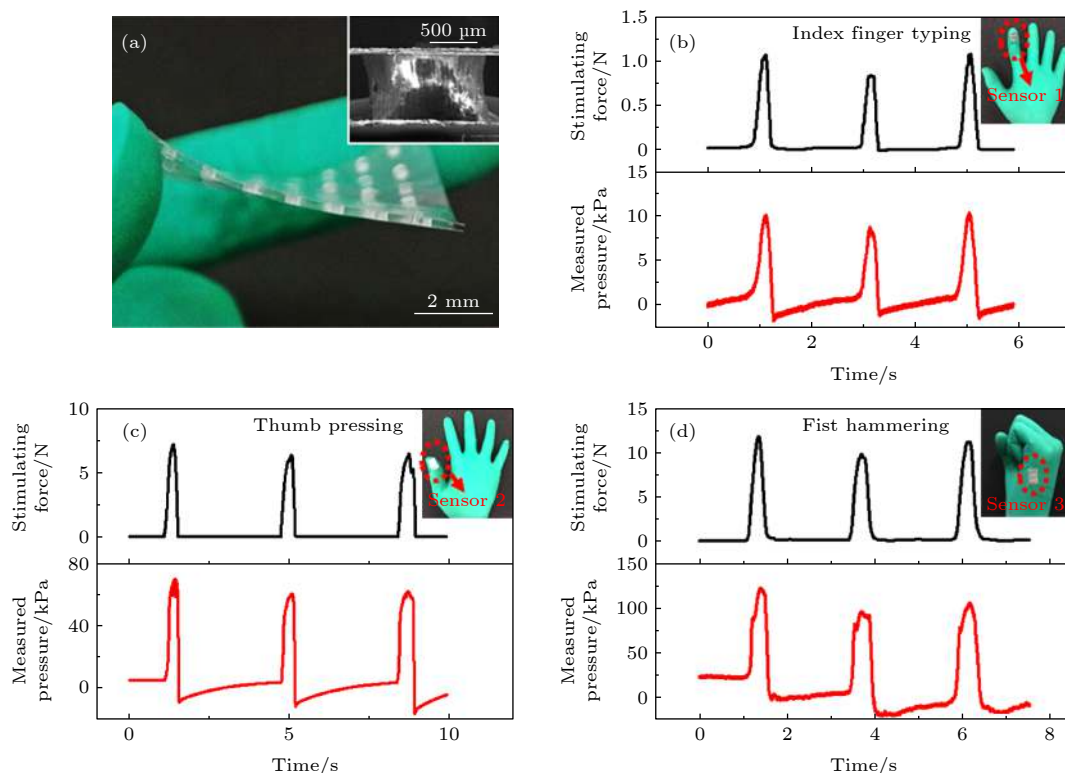 (a)
500 μm
2 mm
(b)
Index finger typing
Sensor 1
Stimulating
force/N
1.5
1.0
0.5
0
Measured
pressure/kPa
15
10
5
0
0
2
4
6
Time/s
(c)
Thumb pressing
Sensor 2
Stimulating
force/N
10
5
0
Measured
pressure/kPa
80
40
0
0
5
10
Time/s
(d)
Fist hammering
Sensor 3
Stimulating
force/N
15
10
5
0
Measured
pressure/kPa
150
100
50
0
0
2
4
6
8
Time/s